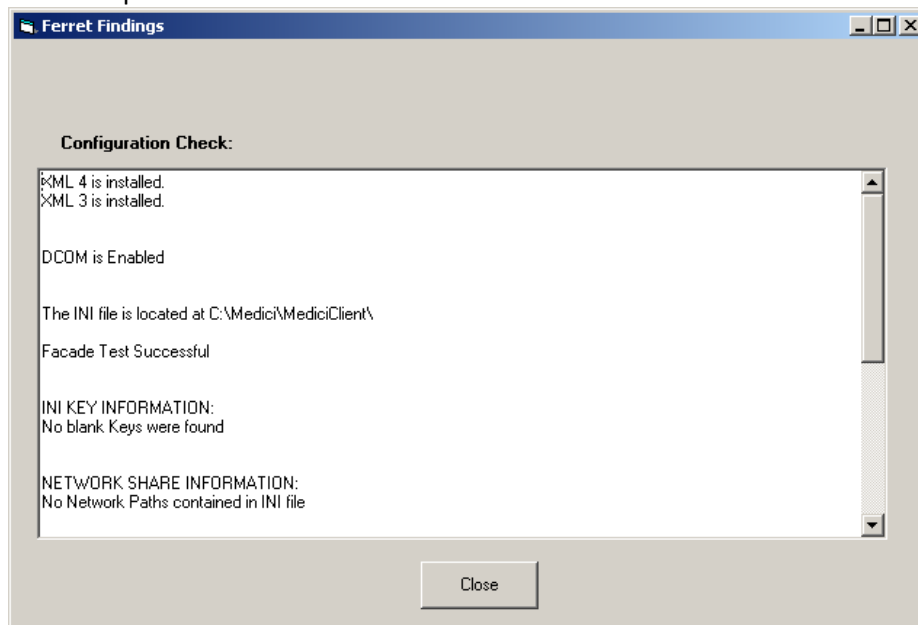 Ferret Findings
Configuration Check:
XML 4 is installed.
XML 3 is installed.
DCOM is Enabled
The INI file is located at C:\Medici\MediciClient\
Facade Test Successful
INI KEY INFORMATION:
No blank Keys were found
NETWORK SHARE INFORMATION:
No Network Paths contained in INI file
Close